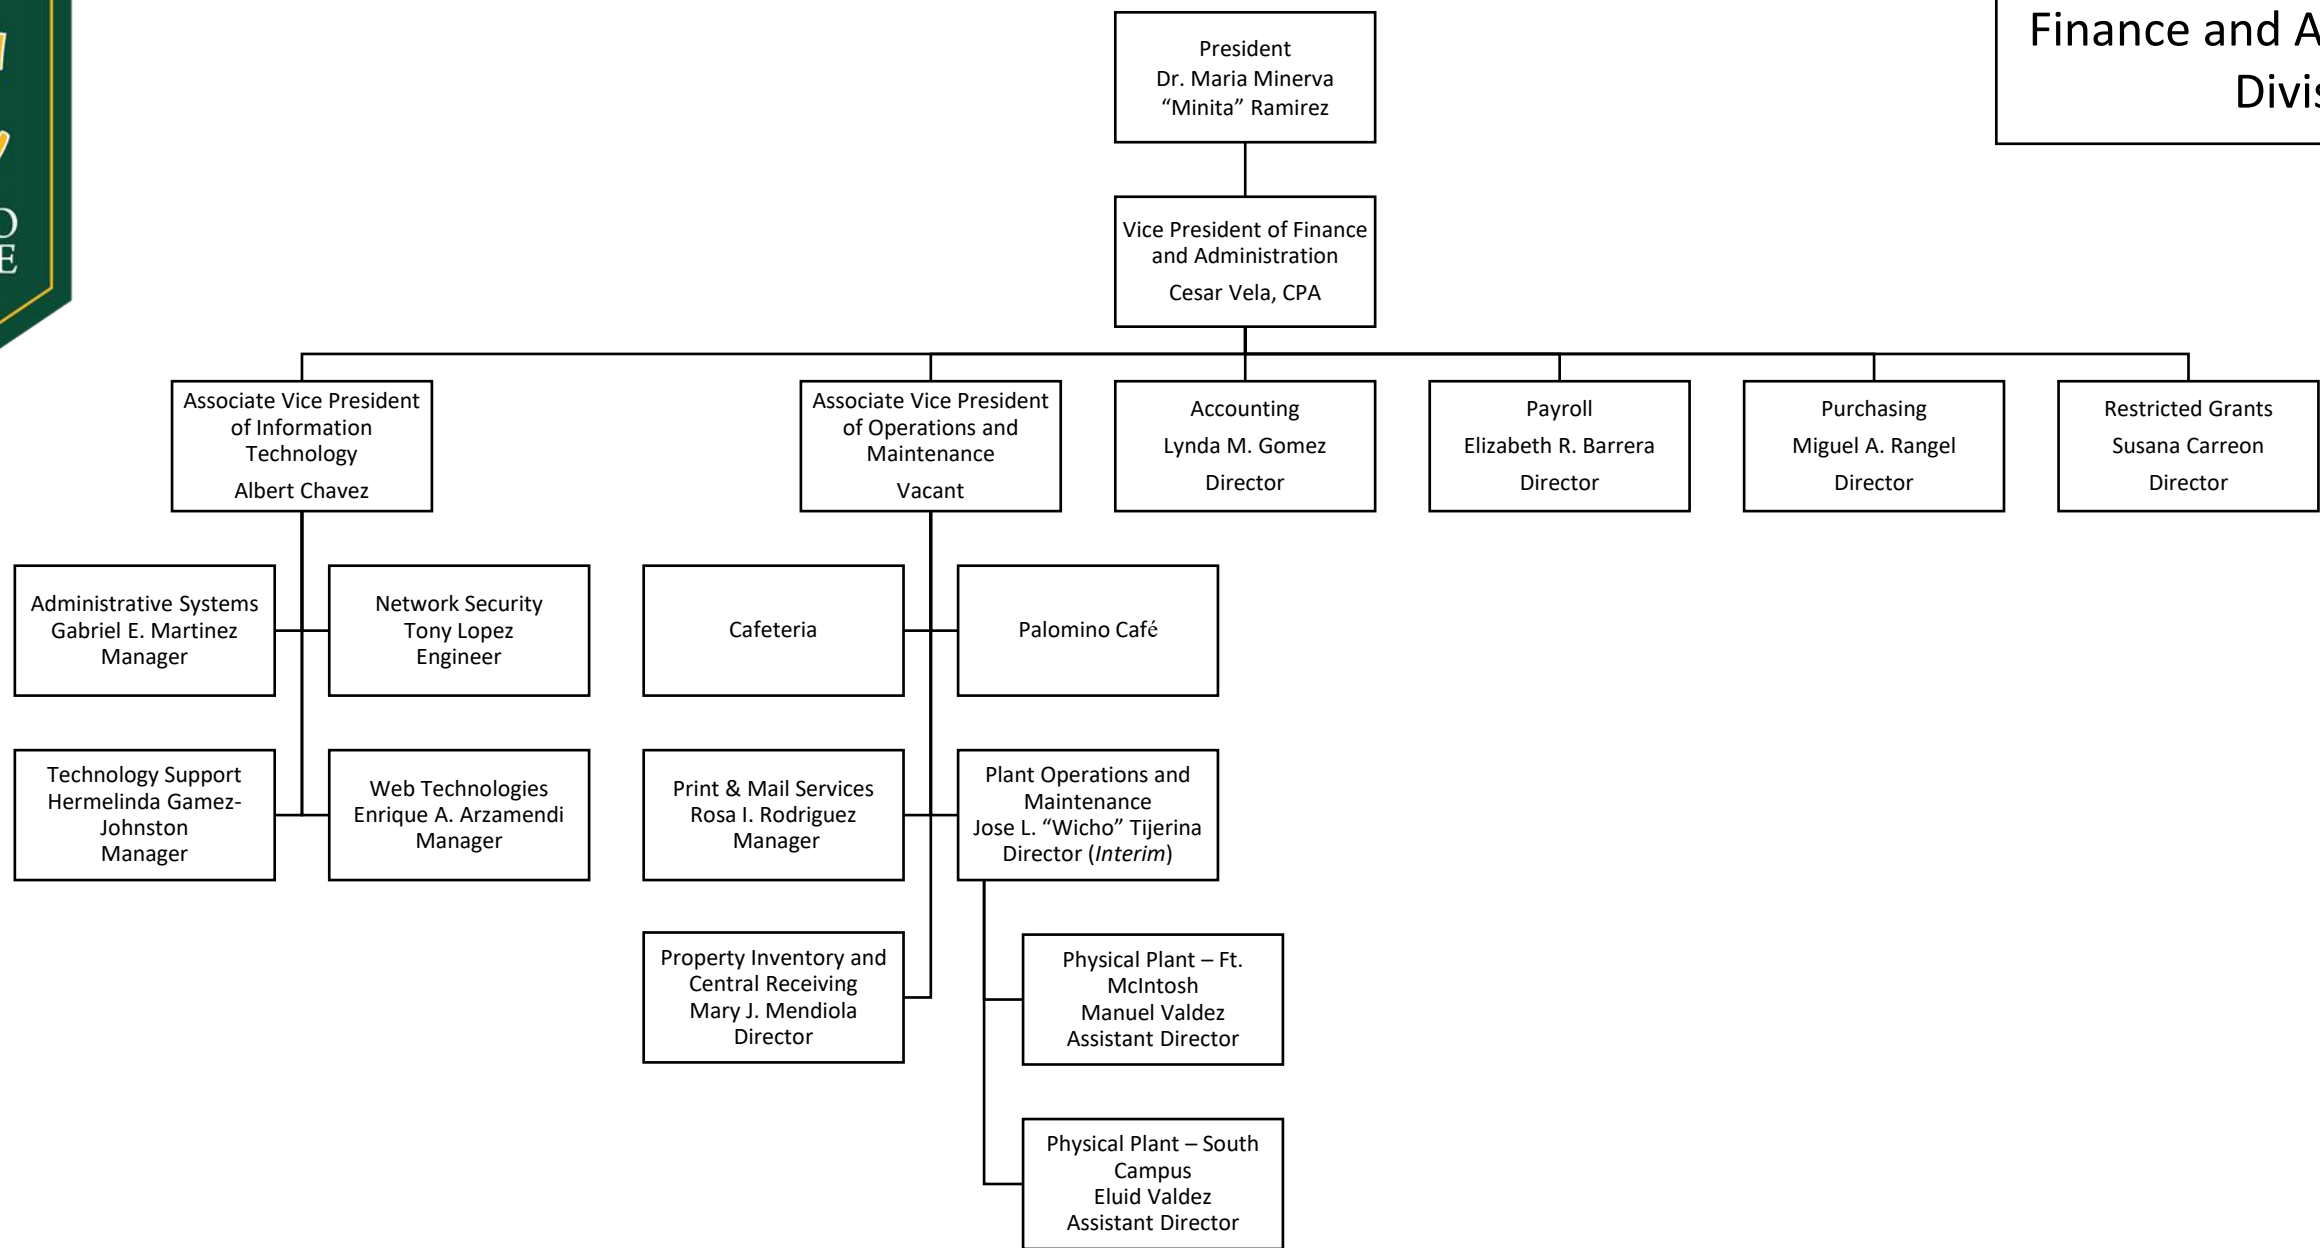 Finance and A
President
Dr. Maria Minerva
“Minita” Ramirez
Vice President of Finance
and Administration
Cesar Vela, CPA
Associate Vice President
of Information
Technology
Albert Chavez
Associate Vice President
of Operations and
Maintenance
Vacant
Accounting
Lynda M. Gomez
Director
Payroll
Elizabeth R. Barrera
Director
Purchasing
Miguel A. Rangel
Director
Restricted Grants
Susana Carreon
Director
Administrative Systems
Gabriel E. Martinez
Manager
Network Security
Tony Lopez
Engineer
Cafeteria
Palomino Café
Technology Support
Hermelinda Gamez-
Johnston
Manager
Web Technologies
Enrique A. Arzamendi
Manager
Print & Mail Services
Rosa I. Rodriguez
Manager
Plant Operations and
Maintenance
Jose L. “Wicho” Tijerina
Director (Interim)
Property Inventory and
Central Receiving
Mary J. Mendiola
Director
Physical Plant – Ft.
McIntosh
Manuel Valdez
Assistant Director
Physical Plant – South
Campus
Eluid Valdez
Assistant Director